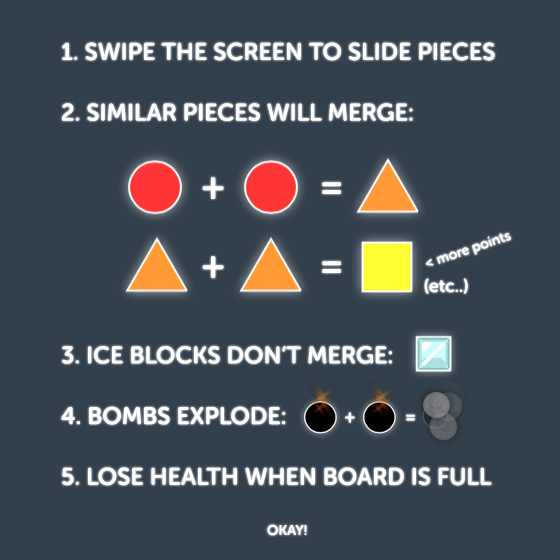 1. SWIPE THE SCREEN TO SLIDE PIECES
2. SIMILAR PIECES WILL MERGE:
+ =
+ = < more points
(etc..)
3. ICE BLOCKS DON'T MERGE:
4. BOMBS EXPLODE: + =
5. LOSE HEALTH WHEN BOARD IS FULL
OKAY!